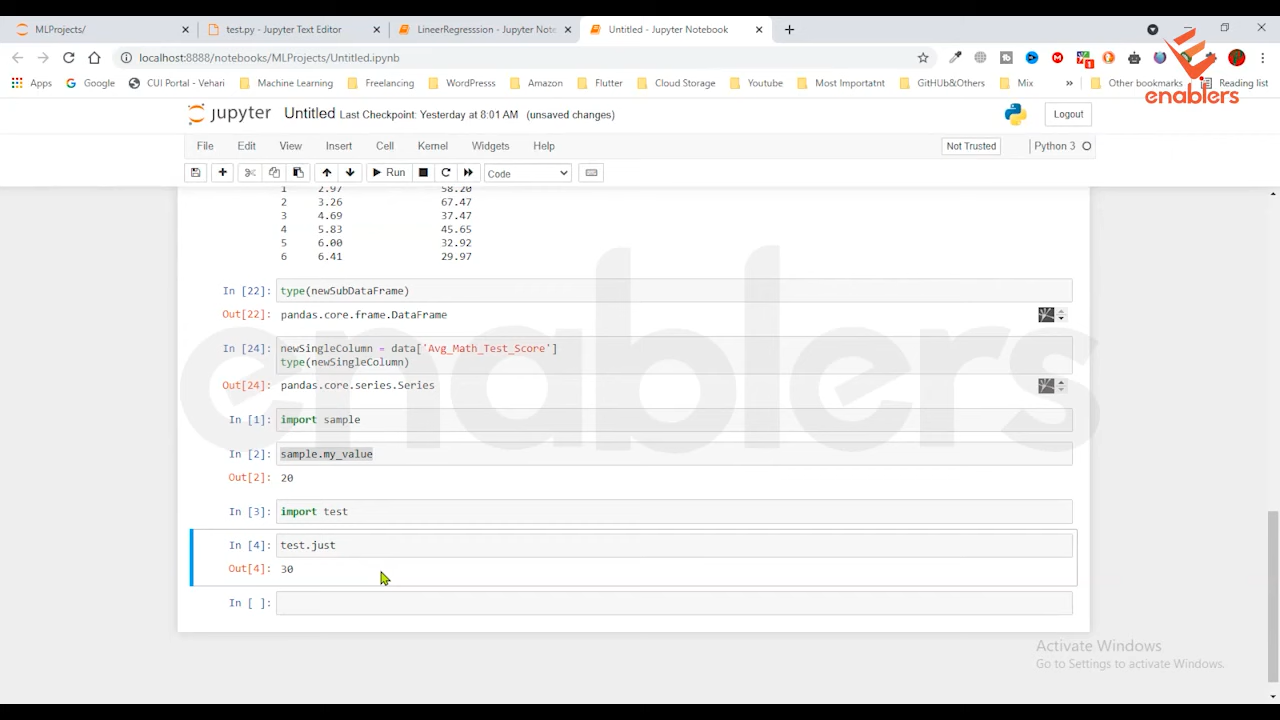 MLProjects/
test.py - Jupyter Text Editor
LineerRegresssion - Jupyter Note
Untitled - Jupyter Notebook
localhost:8888/notebooks/MLProjects/Untitled.ipynb
Apps
Google
CUI Portal - Vehari
Machine Learning
Freelancing
WordPresss
Amazon
Flutter
Cloud Storage
Youtube
Most Importatnt
GitHUb&Others
Mix
»
Other bookmarks
Reading list
enablers
jupyter Untitled Last Checkpoint: Yesterday at 8:01 AM (unsaved changes)
Logout
File Edit View Insert Cell Kernel Widgets Help
Not Trusted
Python 3
Run
Code
1 2.97 58.20
2 3.26 67.47
3 4.69 37.47
4 5.83 45.65
5 6.00 32.92
6 6.41 29.97
In [22]: type(newSubDataFrame)
Out[22]: pandas.core.frame.DataFrame
In [24]: newSingleColumn = data['Avg_Math_Test_Score']
type(newSingleColumn)
Out[24]: pandas.core.series.Series
In [1]: import sample
In [2]: sample.my_value
Out[2]: 20
In [3]: import test
In [4]: test.just
Out[4]: 30
In [ ]:
enablers
Activate Windows
Go to Settings to activate Windows.